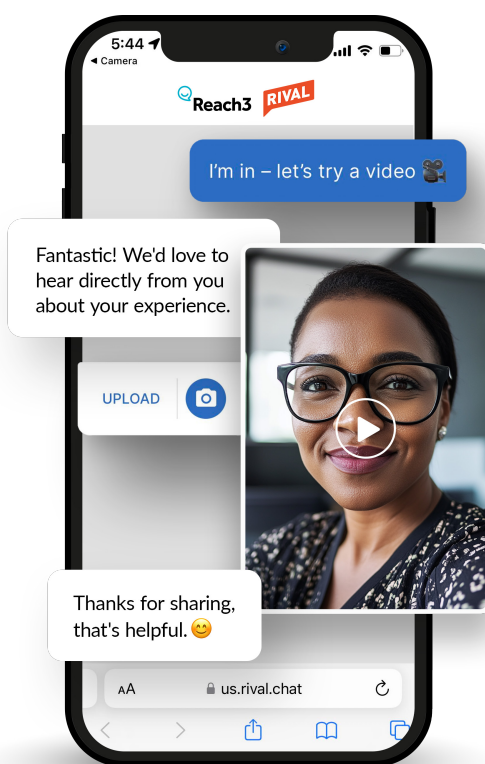 5:44
◀ Camera
Reach3 RIVAL
I'm in – let's try a video 🎥
Fantastic! We'd love to
hear directly from you
about your experience.
UPLOAD
Thanks for sharing,
that's helpful. 😊
AA us.rival.chat